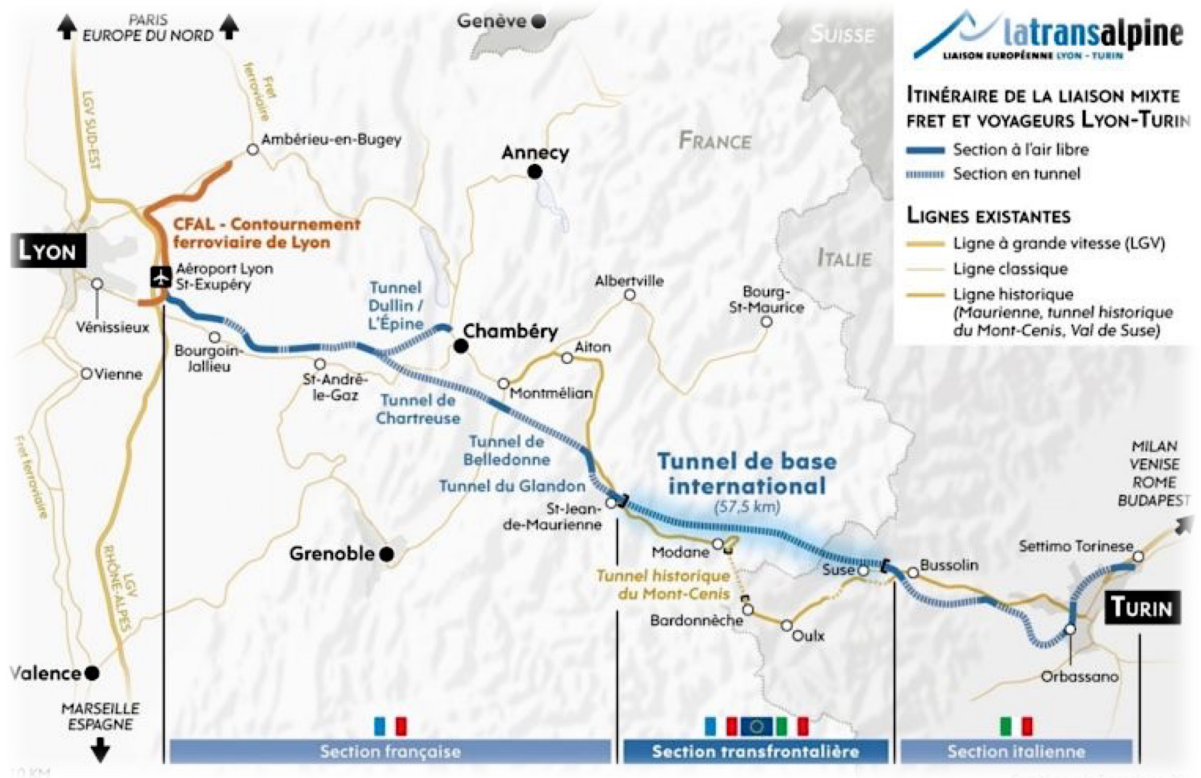 PARIS
EUROPE DU NORD
Genève
SUISSE
latransalpine
LIAISON EUROPÉENNE LYON - TURIN
ITINÉRAIRE DE LA LIAISON MIXTE
FRET ET VOYAGEURS LYON-TURIN
Section à l'air libre
Section en tunnel
LIGNES EXISTANTES
Ligne à grande vitesse (LGV)
Ligne classique
Ligne historique
(Maurienne, tunnel historique
du Mont-Cenis, Val de Suse)
LGV SUD-EST
Fret
ferroviaire
Ambérieu-en-Bugey
Annecy
FRANCE
ITALIE
CFAL - Contournement
ferroviaire de Lyon
LYON
Aéroport Lyon
St-Exupéry
Vénissieux
Tunnel
Dullin /
L'Épine
Albertville
Bourg-
St-Maurice
Chambéry
Bourgoin-
Jallieu
Aiton
Vienne
St-André-
le-Gaz
Montmélian
Tunnel de
Chartreuse
Tunnel de
Belledonne
Tunnel du Glandon
Fret ferroviaire
Tunnel de base
international
(57,5 km)
MILAN
VENISE
ROME
BUDAPEST
St-Jean-
de-Maurienne
Grenoble
Modane
Suse
Bussolin
Settimo Torinese
LGV
RHÔNE-ALPES
Tunnel historique
du Mont-Cenis
Bardonnèche
Oulx
TURIN
Orbassano
Valence
MARSEILLE
ESPAGNE
Section française
Section transfrontalière
Section italienne